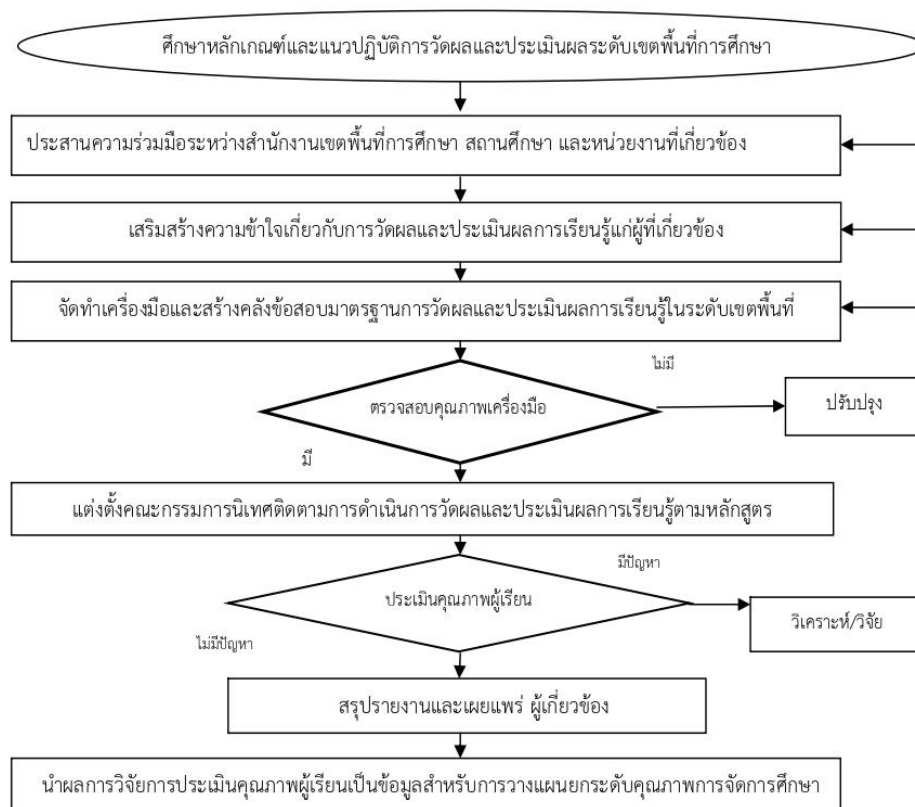 ศึกษาหลักเกณฑ์และแนวปฏิบัติการวัดผลและประเมินผลระดับเขตพื้นที่การศึกษา
ประสานความร่วมมือระหว่างสำนักงานเขตพื้นที่การศึกษา สถานศึกษา และหน่วยงานที่เกี่ยวข้อง
เสริมสร้างความข้าใจเกี่ยวกับการวัดผลและประเมินผลการเรียนรู้แก่ผู้ที่เกี่ยวข้อง
จัดทำเครื่องมือและสร้างคลังข้อสอบมาตรฐานการวัดผลและประเมินผลการเรียนรู้ในระดับเขตพื้นที่
ไม่มี
ตรวจสอบคุณภาพเครื่องมือ
ปรับปรุง
มี
แต่งตั้งคณะกรรมการนิเทศติดตามการดำเนินการวัดผลและประเมินผลการเรียนรู้ตามหลักสูตร
มีปัญหา
ประเมินคุณภาพผู้เรียน
วิเคราะห์/วิจัย
ไม่มีปัญหา
สรุปรายงานและเผยแพร่ ผู้เกี่ยวข้อง
นำผลการวิจัยการประเมินคุณภาพผู้เรียนเป็นข้อมูลสำหรับการวางแผนยกระดับคุณภาพการจัดการศึกษา